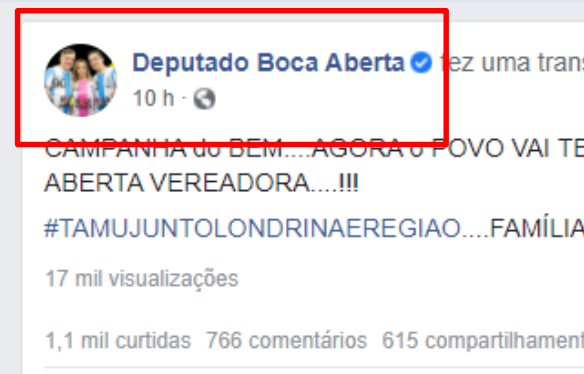 Deputado Boca Aberta fez uma trans
10 h ·
CAMPANHA do BEM....AGORA o POVO VAI TE
ABERTA VEREADORA....!!!
#TAMUJUNTOLONDRINAEREGIAO....FAMÍLIA
17 mil visualizações
1,1 mil curtidas 766 comentários 615 compartilhament